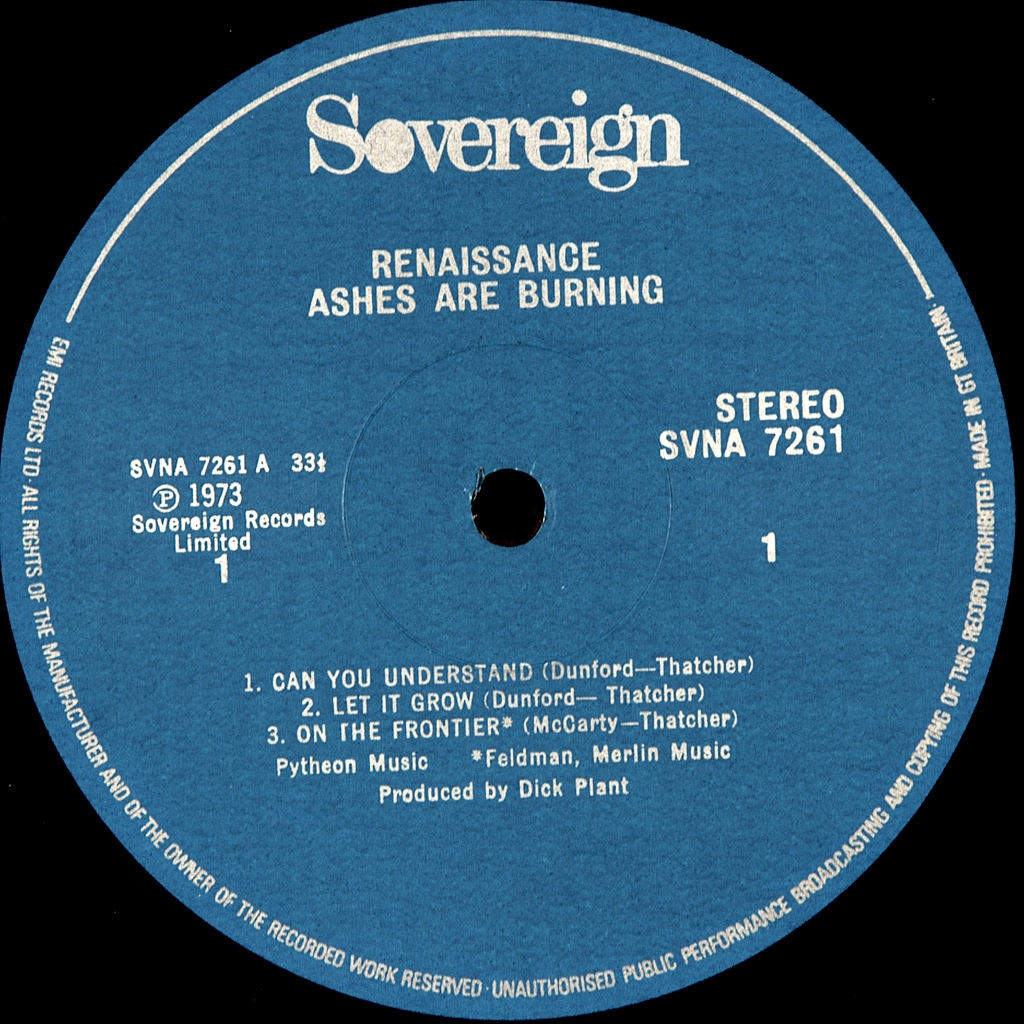 Sovereign
RENAISSANCE
ASHES ARE BURNING
STEREO
SVNA 7261
SVNA 7261 A 33⅓
Ⓟ 1973
Sovereign Records
Limited
1
1
1. CAN YOU UNDERSTAND (Dunford—Thatcher)
2. LET IT GROW (Dunford— Thatcher)
3. ON THE FRONTIER* (McCarty—Thatcher)
Pytheon Music *Feldman, Merlin Music
Produced by Dick Plant
EMI RECORDS LTD · ALL RIGHTS OF THE MANUFACTURER AND OF THE OWNER OF THE RECORDED WORK RESERVED · UNAUTHORISED PUBLIC PERFORMANCE BROADCASTING AND COPYING OF THIS RECORD PROHIBITED · MADE IN GT BRITAIN ·